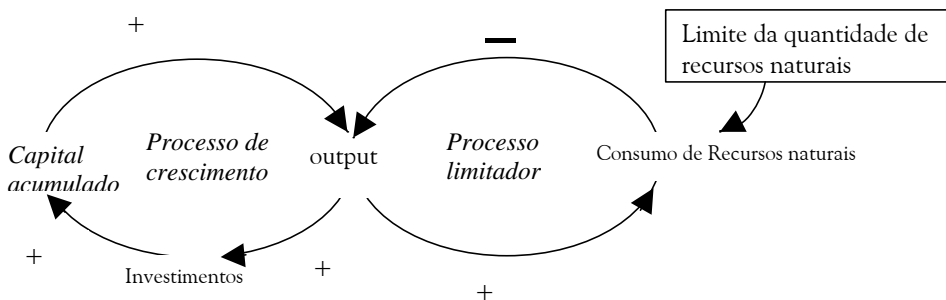 +
–
Limite da quantidade de
recursos naturais
Capital
acumulado
Processo de
crescimento
output
Processo
limitador
Consumo de Recursos naturais
+
Investimentos
+
+